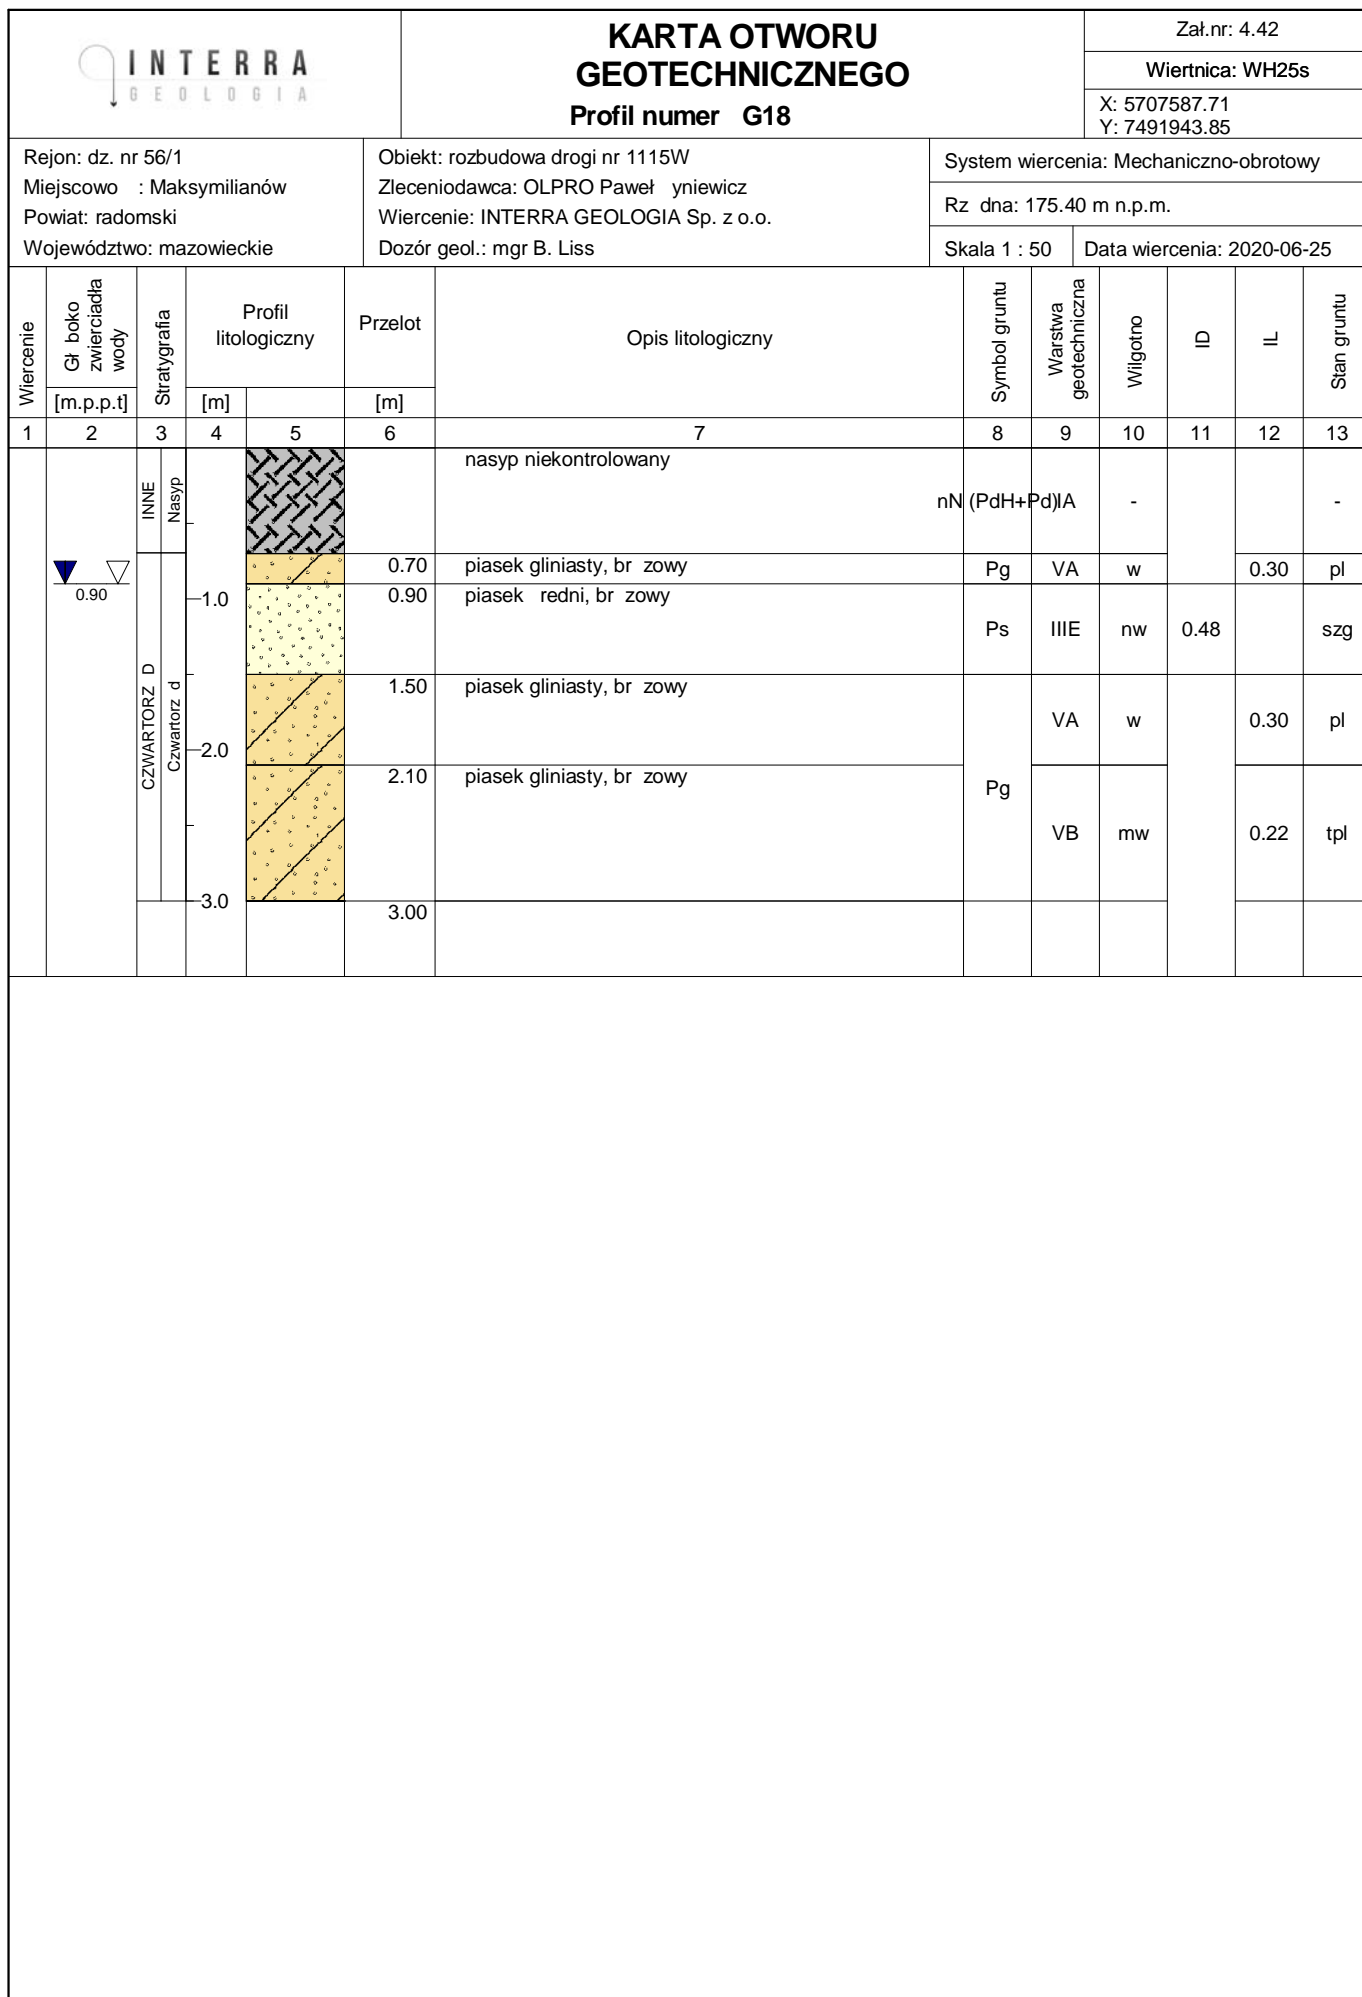 INTERRA
GEOLOGIA
KARTA OTWORU
GEOTECHNICZNEGO
Profil numer G18
Zał.nr: 4.42
Wiertnica: WH25s
X: 5707587.71
Y: 7491943.85
Rejon: dz. nr 56/1
Miejscowo : Maksymilianów
Powiat: radomski
Województwo: mazowieckie
Obiekt: rozbudowa drogi nr 1115W
Zleceniodawca: OLPRO Paweł yniewicz
Wiercenie: INTERRA GEOLOGIA Sp. z o.o.
Dozór geol.: mgr B. Liss
System wiercenia: Mechaniczno-obrotowy
Rz dna: 175.40 m n.p.m.
Skala 1 : 50
Data wiercenia: 2020-06-25
Wiercenie
Gł boko
zwierciadła
wody
[m.p.p.t]
Stratygrafia
Profil
litologiczny
[m]
Przelot
[m]
Opis litologiczny
Symbol gruntu
Warstwa
geotechniczna
Wilgotno
ID
IL
Stan gruntu
1 2 3 4 5 6 7 8 9 10 11 12 13
INNE
Nasyp
nasyp niekontrolowany
nN (PdH+Pd) IA - -
0.90
0.70 piasek gliniasty, br zowy Pg VA w 0.30 pl
1.0
0.90 piasek redni, br zowy
Ps IIIE nw 0.48 szg
CZWARTORZ D
Czwartorz d
1.50 piasek gliniasty, br zowy
VA w 0.30 pl
2.0
2.10 piasek gliniasty, br zowy
Pg
VB mw 0.22 tpl
3.0
3.00